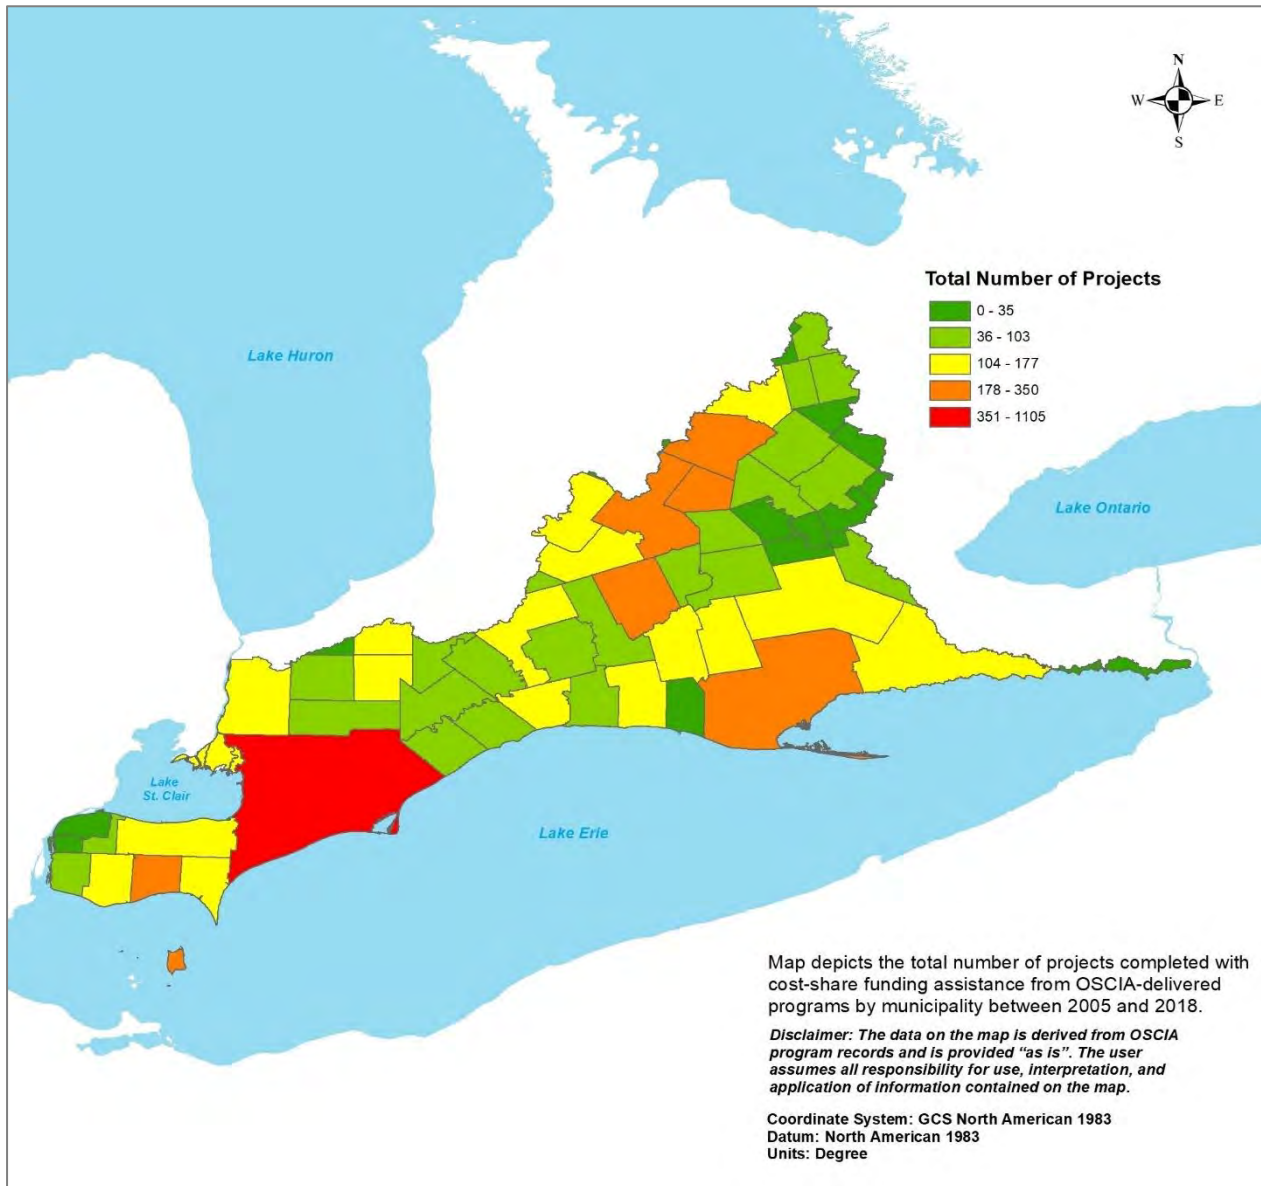 N
W E
S
Total Number of Projects
0 - 35
36 - 103
104 - 177
178 - 350
351 - 1105
Lake Huron
Lake Ontario
Lake
St. Clair
Lake Erie
Map depicts the total number of projects completed with
cost-share funding assistance from OSCIA-delivered
programs by municipality between 2005 and 2018.
Disclaimer: The data on the map is derived from OSCIA
program records and is provided “as is”. The user
assumes all responsibility for use, interpretation, and
application of information contained on the map.
Coordinate System: GCS North American 1983
Datum: North American 1983
Units: Degree